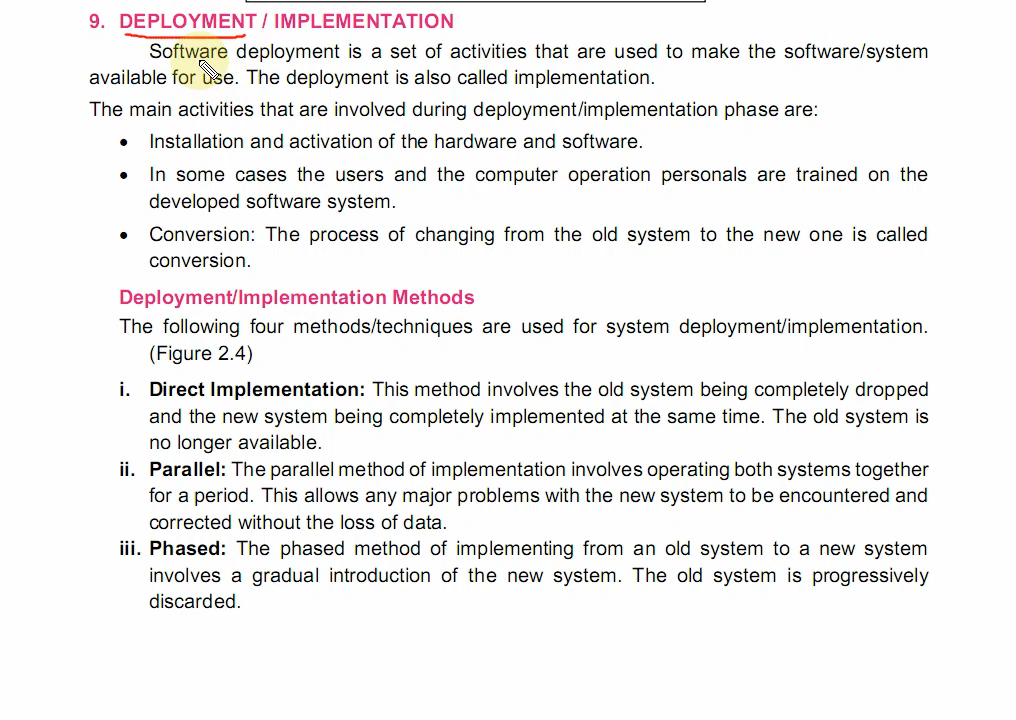 9. DEPLOYMENT / IMPLEMENTATION
Software deployment is a set of activities that are used to make the software/system
available for use. The deployment is also called implementation.
The main activities that are involved during deployment/implementation phase are:
• Installation and activation of the hardware and software.
• In some cases the users and the computer operation personals are trained on the
developed software system.
• Conversion: The process of changing from the old system to the new one is called
conversion.
Deployment/Implementation Methods
The following four methods/techniques are used for system deployment/implementation.
(Figure 2.4)
i. Direct Implementation: This method involves the old system being completely dropped
and the new system being completely implemented at the same time. The old system is
no longer available.
ii. Parallel: The parallel method of implementation involves operating both systems together
for a period. This allows any major problems with the new system to be encountered and
corrected without the loss of data.
iii. Phased: The phased method of implementing from an old system to a new system
involves a gradual introduction of the new system. The old system is progressively
discarded.